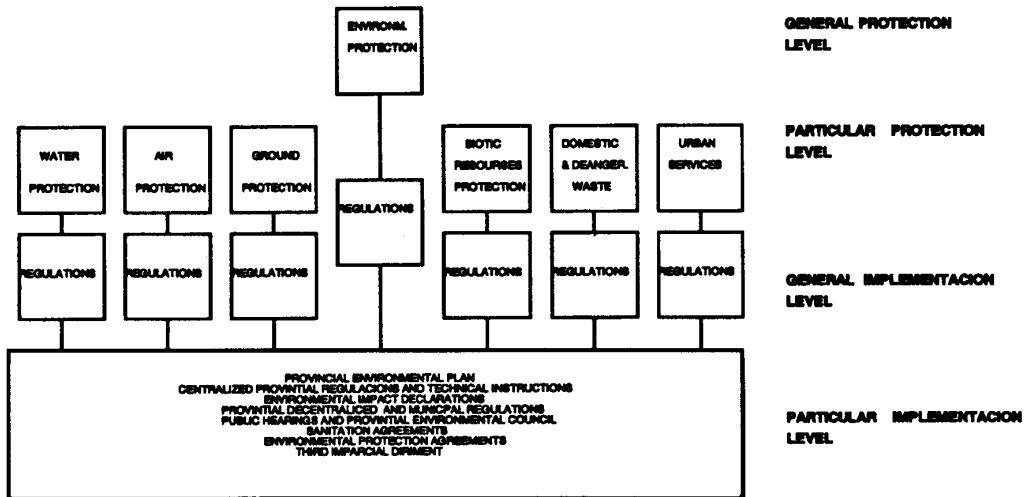 ENVIRONM.
PROTECTION
GENERAL PROTECTION
LEVEL
WATER
PROTECTION
AIR
PROTECTION
GROUND
PROTECTION
BIOTIC
RESOURSES
PROTECTION
DOMESTIC
& DEANGER.
WASTE
URBAN
SERVICES
PARTICULAR PROTECTION
LEVEL
REGULATIONS
REGULATIONS
REGULATIONS
REGULATIONS
REGULATIONS
REGULATIONS
REGULATIONS
GENERAL IMPLEMENTACION
LEVEL
PROVINCIAL ENVIRONMENTAL PLAN
CENTRALIZED PROVINTIAL REGULACIONS AND TECHNICAL INSTRUCTIONS
ENVIRONMENTAL IMPACT DECLARATIONS
PROVINTIAL DECENTRALICED AND MUNICPAL REGULATIONS
PUBLIC HEARINGS AND PROVINTIAL ENVIRONMENTAL COUNCIL
SANITATION AGREEMENTS
ENVIRONMENTAL PROTECTION AGREEMENTS
THIRD IMPARCIAL DIRIMENT
PARTICULAR IMPLEMENTACION
LEVEL